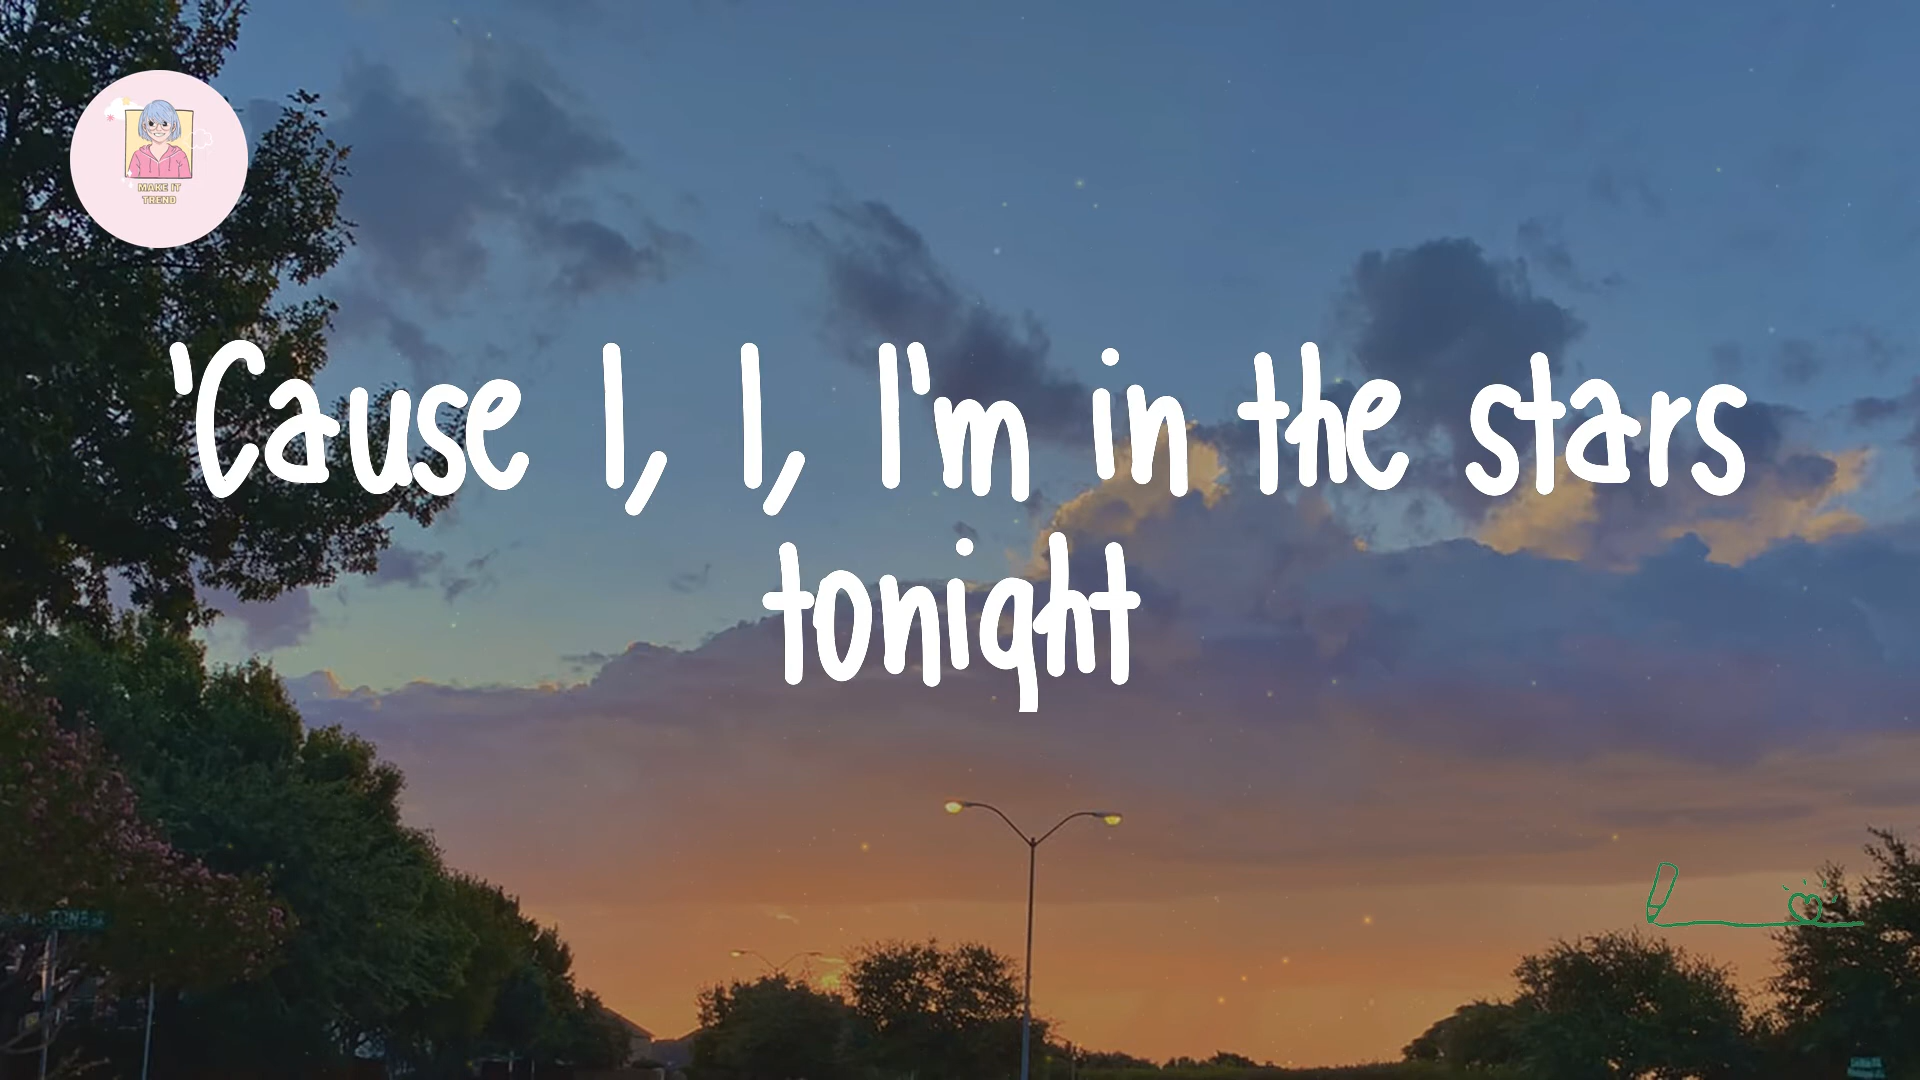 MAKE IT
TREND
'Cause I, I, I'm in the stars
tonight